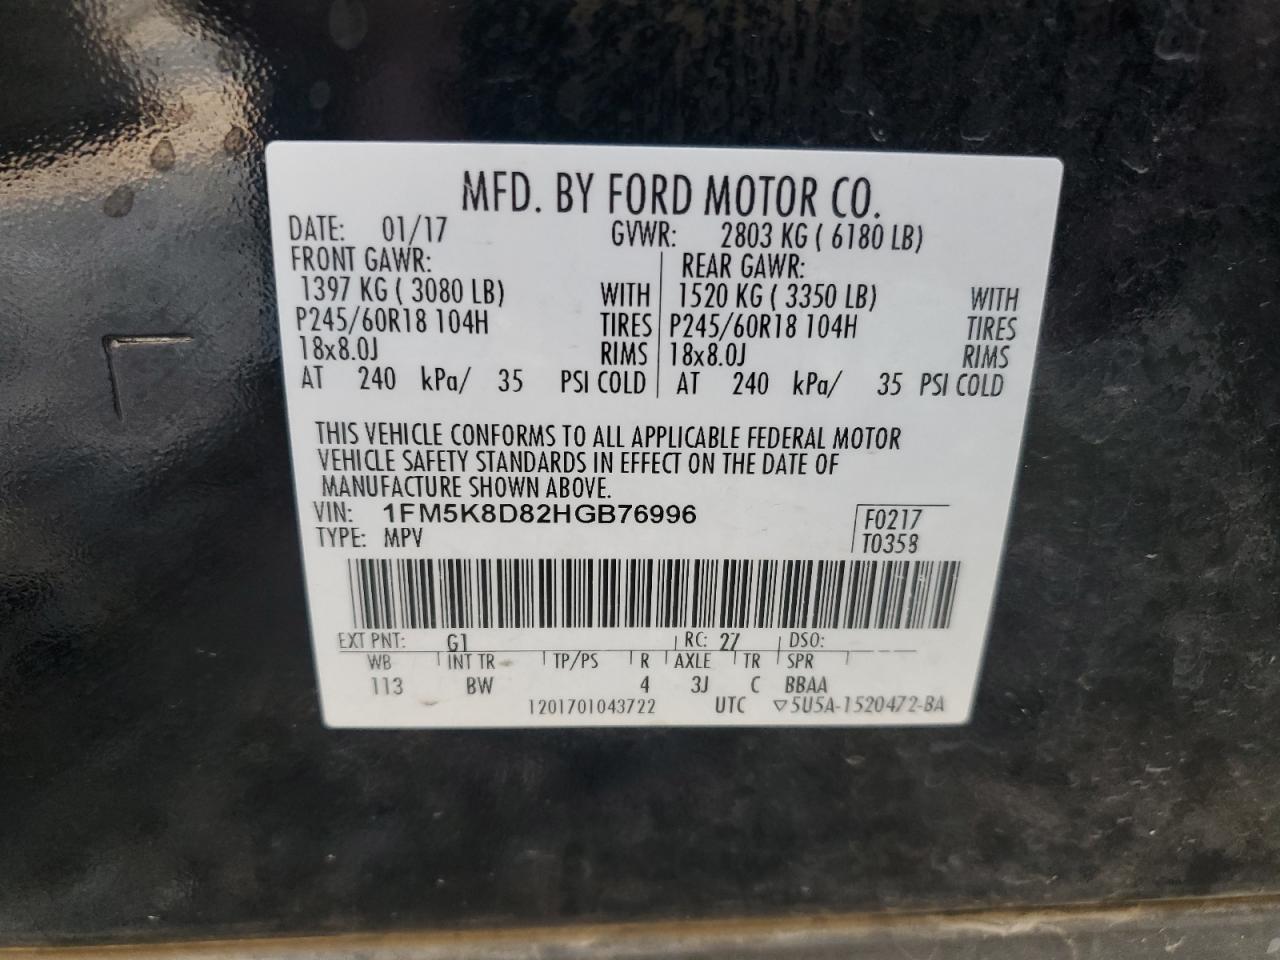 MFD. BY FORD MOTOR CO.
DATE: 01/17 GVWR: 2803 KG ( 6180 LB)
FRONT GAWR: REAR GAWR:
1397 KG ( 3080 LB) WITH 1520 KG ( 3350 LB) WITH
P245/60R18 104H TIRES P245/60R18 104H TIRES
18x8.0J RIMS 18x8.0J RIMS
AT 240 kPa/ 35 PSI COLD AT 240 kPa/ 35 PSI COLD
THIS VEHICLE CONFORMS TO ALL APPLICABLE FEDERAL MOTOR
VEHICLE SAFETY STANDARDS IN EFFECT ON THE DATE OF
MANUFACTURE SHOWN ABOVE.
VIN: 1FM5K8D82HGB76996 F0217
TYPE: MPV T0358
EXT PNT: G1 RC: 27 DSO:
WB INT TR TP/PS R AXLE TR SPR
113 BW 4 3J C BBAA
1201701043722 UTC ▽5U5A-1520472-BA